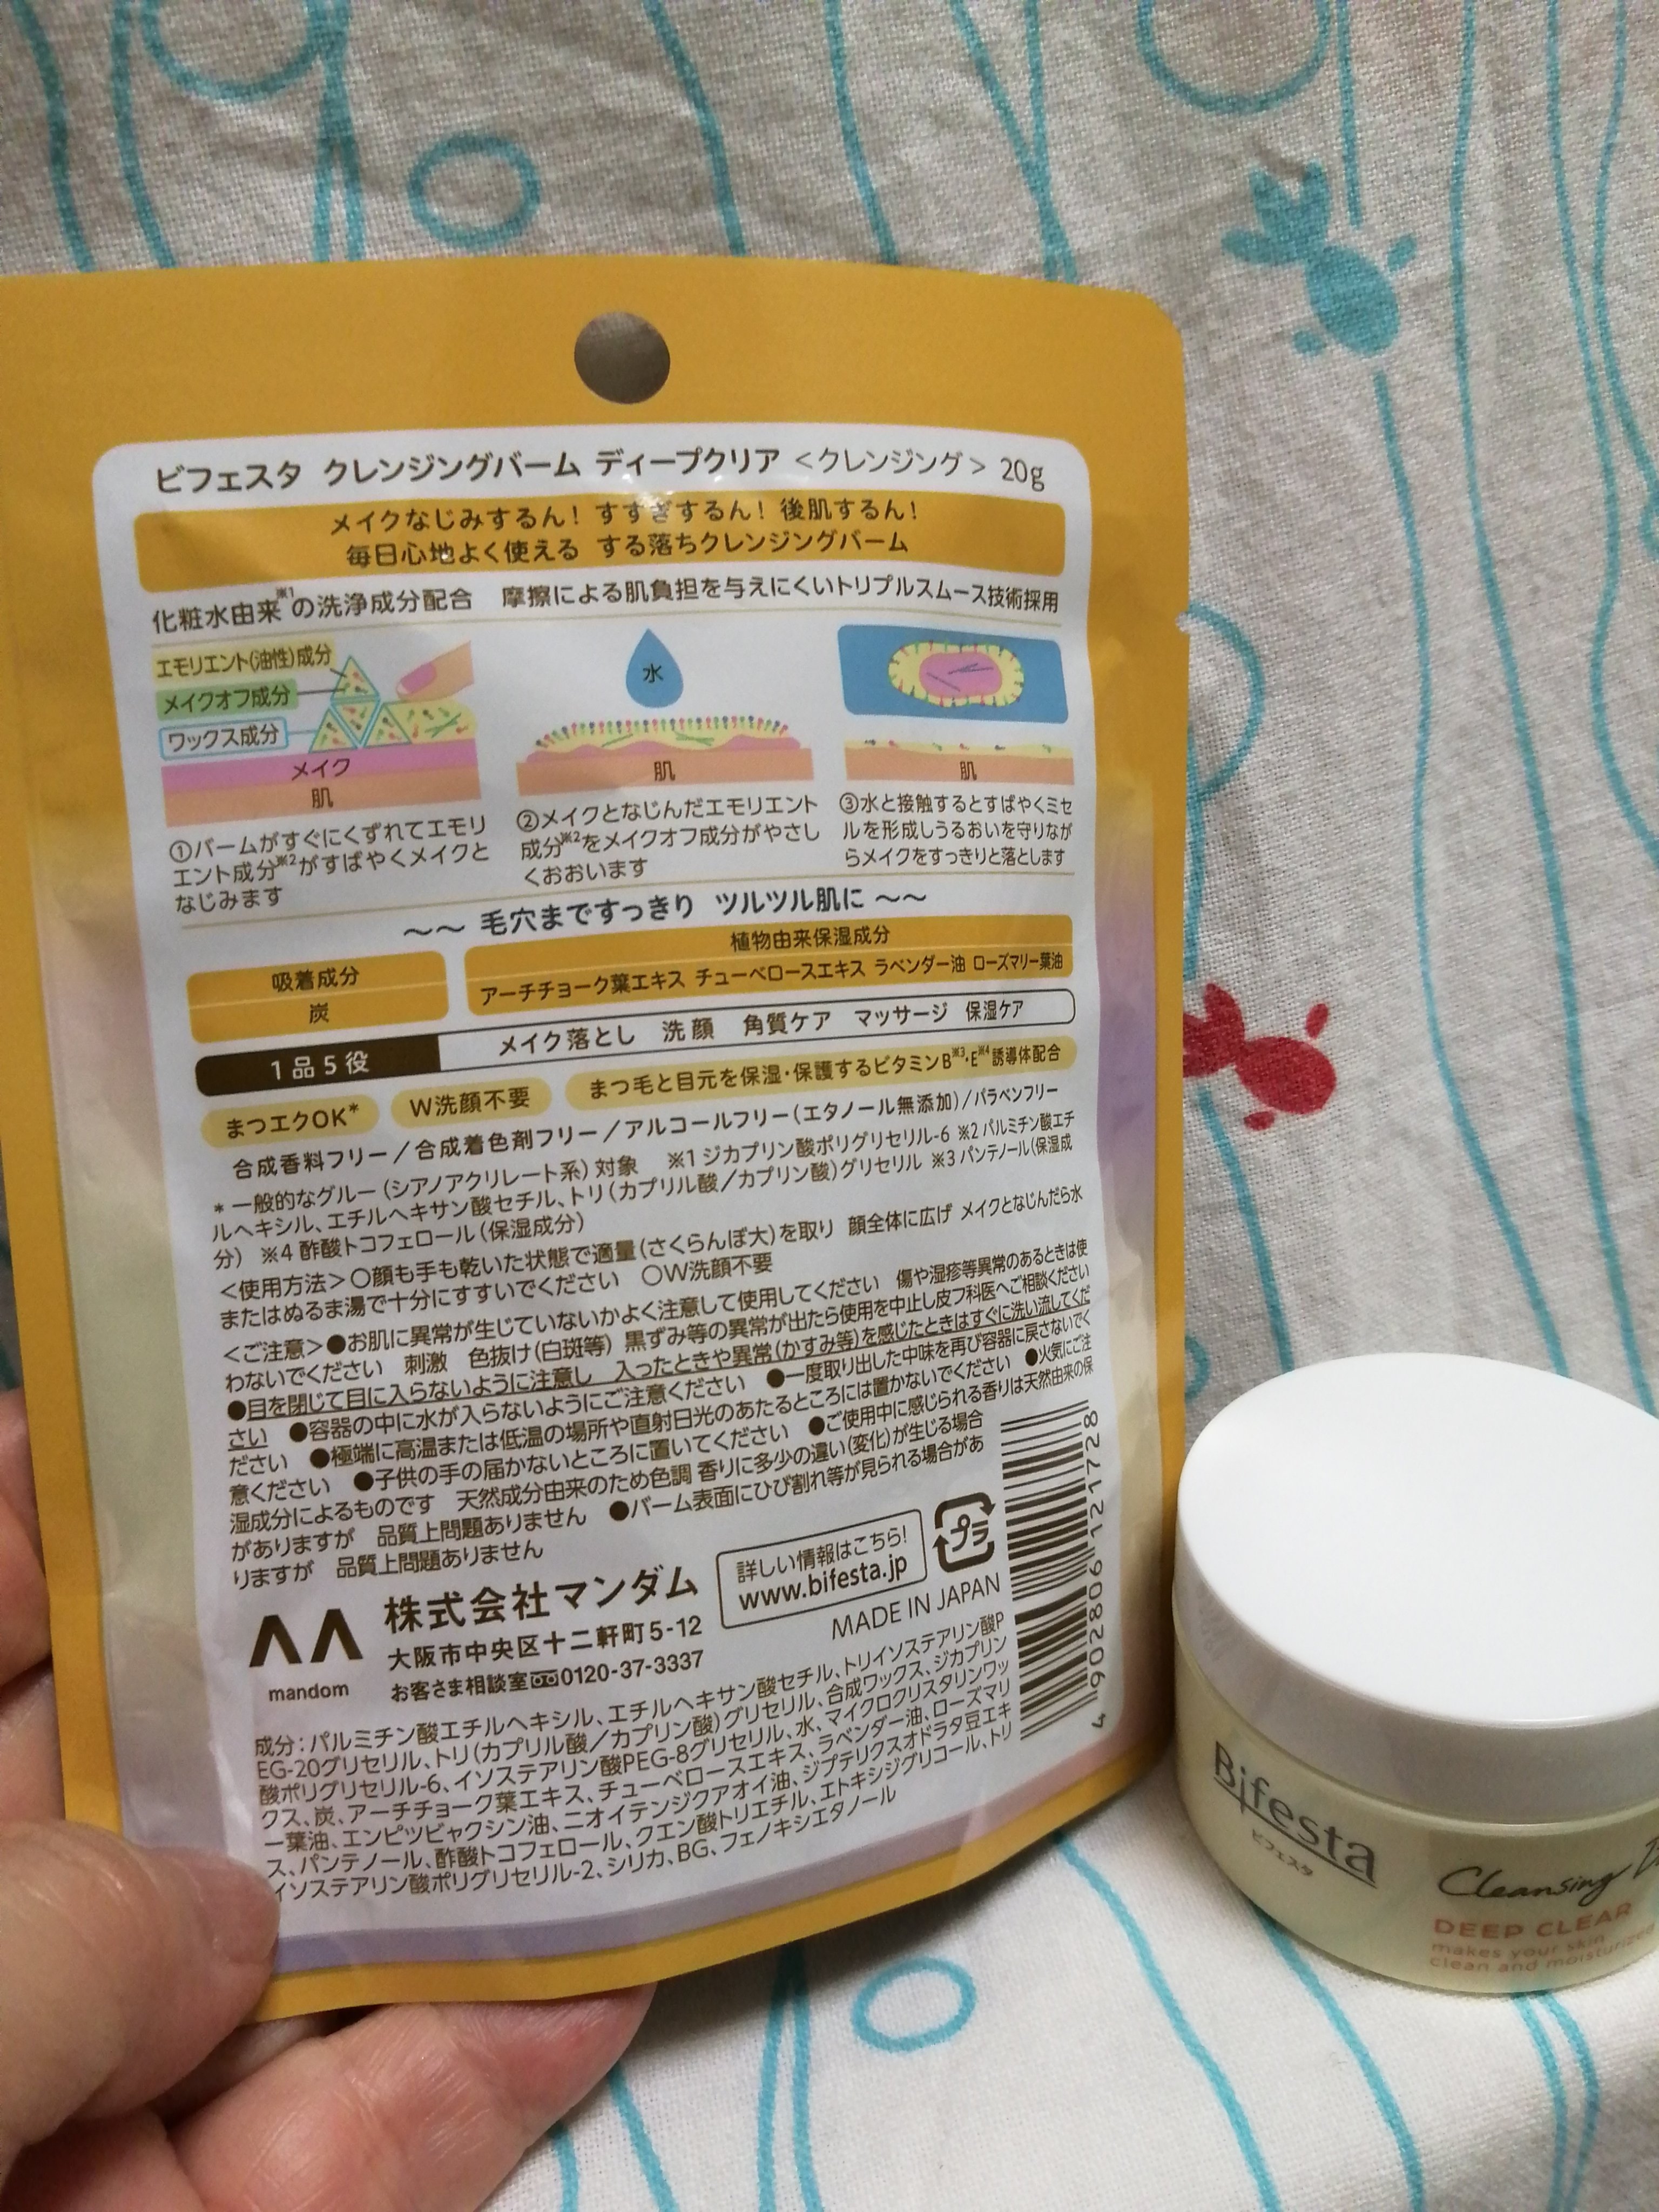 ビフェスタ クレンジングバーム ディープクリア <クレンジング> 20g
メイクなじみするん! すすぎするん! 後肌するん!
毎日心地よく使える する落ちクレンジングバーム
化粧水由来※1の洗浄成分配合 摩擦による肌負担を与えにくいトリプルスムース技術採用
エモリエント(油性)成分
メイクオフ成分
ワックス成分
メイク
肌
水
肌
肌
①バームがすぐにくずれてエモリ
エント成分※2がすばやくメイクと
なじみます
②メイクとなじんだエモリエント
成分※2をメイクオフ成分がやさし
くおおいます
③水と接触するとすばやくミセ
ルを形成しうるおいを守りなが
らメイクをすっきりと落とします
～～ 毛穴まですっきり ツルツル肌に ～～
吸着成分
炭
植物由来保湿成分
アーチチョーク葉エキス チューベロースエキス ラベンダー油 ローズマリー葉油
1品5役 メイク落とし 洗顔 角質ケア マッサージ 保湿ケア
まつエクOK* W洗顔不要 まつ毛と目元を保湿・保護するビタミンB※3・E※4誘導体配合
合成香料フリー/合成着色剤フリー/アルコールフリー(エタノール無添加)/パラベンフリー
*一般的なグルー(シアノアクリレート系)対象 ※1 ジカプリン酸ポリグリセリル-6 ※2 パルミチン酸エチ
ルヘキシル、エチルヘキサン酸セチル、トリ(カプリル酸/カプリン酸)グリセリル ※3 パンテノール(保湿成
分) ※4 酢酸トコフェロール(保湿成分)
<使用方法>○顔も手も乾いた状態で適量(さくらんぼ大)を取り 顔全体に広げ メイクとなじんだら水
またはぬるま湯で十分にすすいでください ○W洗顔不要
<ご注意>●お肌に異常が生じていないかよく注意して使用してください 傷や湿疹等異常のあるときは使
わないでください 刺激 色抜け(白斑等) 黒ずみ等の異常が出たら使用を中止し皮フ科医へご相談ください
●目を閉じて目に入らないように注意し 入ったときや異常(かすみ等)を感じたときはすぐに洗い流してくだ
さい ●容器の中に水が入らないようにご注意ください ●一度取り出した中味を再び容器に戻さないでく
ださい ●極端に高温または低温の場所や直射日光のあたるところには置かないでください ●火気にご注
意ください ●子供の手の届かないところに置いてください ●ご使用中に感じられる香りは天然由来の保
湿成分によるものです 天然成分由来のため色調 香りに多少の違い(変化)が生じる場合
がありますが 品質上問題ありません ●バーム表面にひび割れ等が見られる場合があ
りますが 品質上問題ありません
mandom
株式会社マンダム
大阪市中央区十二軒町5-12
お客さま相談室0120-37-3337
詳しい情報はこちら!
www.bifesta.jp
プラ
MADE IN JAPAN
4 902806 121728
成分:パルミチン酸エチルヘキシル、エチルヘキサン酸セチル、トリイソステアリン酸P
EG-20グリセリル、トリ(カプリル酸/カプリン酸)グリセリル、合成ワックス、ジカプリン
酸ポリグリセリル-6、イソステアリン酸PEG-8グリセリル、水、マイクロクリスタリンワッ
クス、炭、アーチチョーク葉エキス、チューベロースエキス、ラベンダー油、ローズマリ
ー葉油、エンピツビャクシン油、ニオイテンジクアオイ油、ジプテリクスオドラタ豆エキ
ス、パンテノール、酢酸トコフェロール、クエン酸トリエチル、エトキシジグリコール、トリ
イソステアリン酸ポリグリセリル-2、シリカ、BG、フェノキシエタノール
Bifesta
ビフェスタ
Cleansing
DEEP CLEAR
makes your skin
clean and moisturized